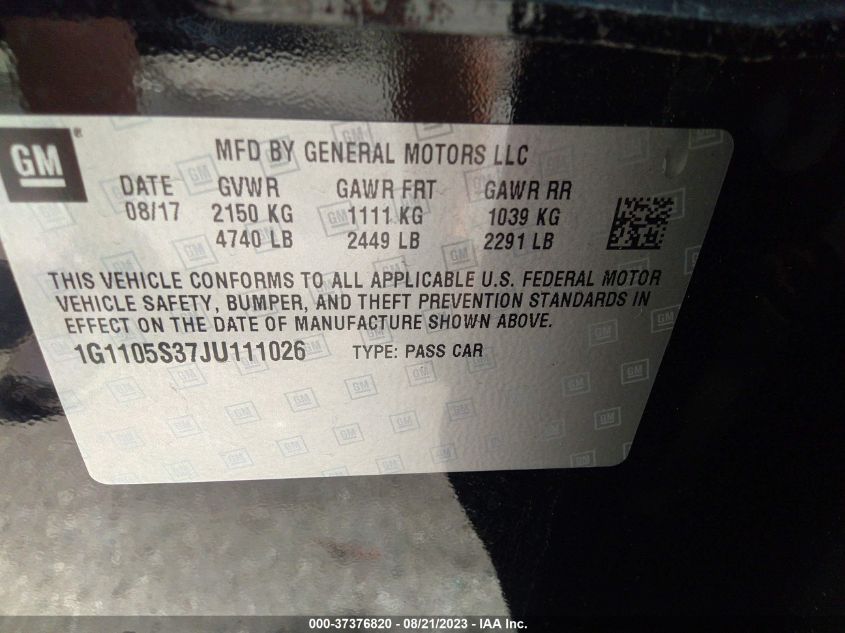 GM
MFD BY GENERAL MOTORS LLC
DATE GVWR GAWR FRT GAWR RR
08/17 2150 KG 1111 KG 1039 KG
4740 LB 2449 LB 2291 LB
THIS VEHICLE CONFORMS TO ALL APPLICABLE U.S. FEDERAL MOTOR
VEHICLE SAFETY, BUMPER, AND THEFT PREVENTION STANDARDS IN
EFFECT ON THE DATE OF MANUFACTURE SHOWN ABOVE.
1G1105S37JU111026 TYPE: PASS CAR
000-37376820 - 08/21/2023 - IAA Inc.